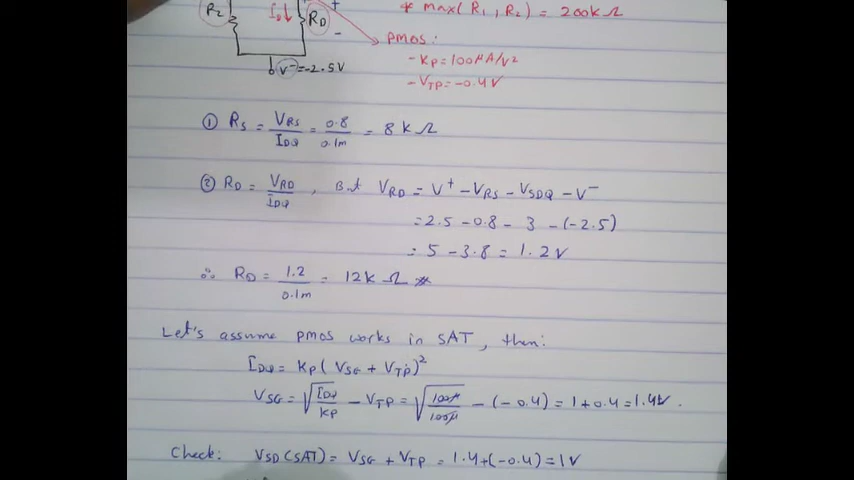 R2 ID↓ RD + * max(R1, R2) = 200kΩ
-
PMOS:
V⁻=-2.5V - KP = 100μA/V²
- VTP = -0.4V
① RS = VRS/IDQ = 0.8/0.1m = 8kΩ
② RD = VRD/IDQ , But VRD = V⁺ - VRS - VSDQ - V⁻
= 2.5 - 0.8 - 3 - (-2.5)
= 5 - 3.8 = 1.2V
∴ RD = 1.2/0.1m = 12kΩ
Let's assume PMOS works in SAT, then:
IDQ = KP(VSG + VTP)²
VSG = √(IDQ/KP) - VTP = √(100μ/100μ) - (-0.4) = 1 + 0.4 = 1.4V.
Check: VSD(SAT) = VSG + VTP = 1.4+(-0.4) = 1V